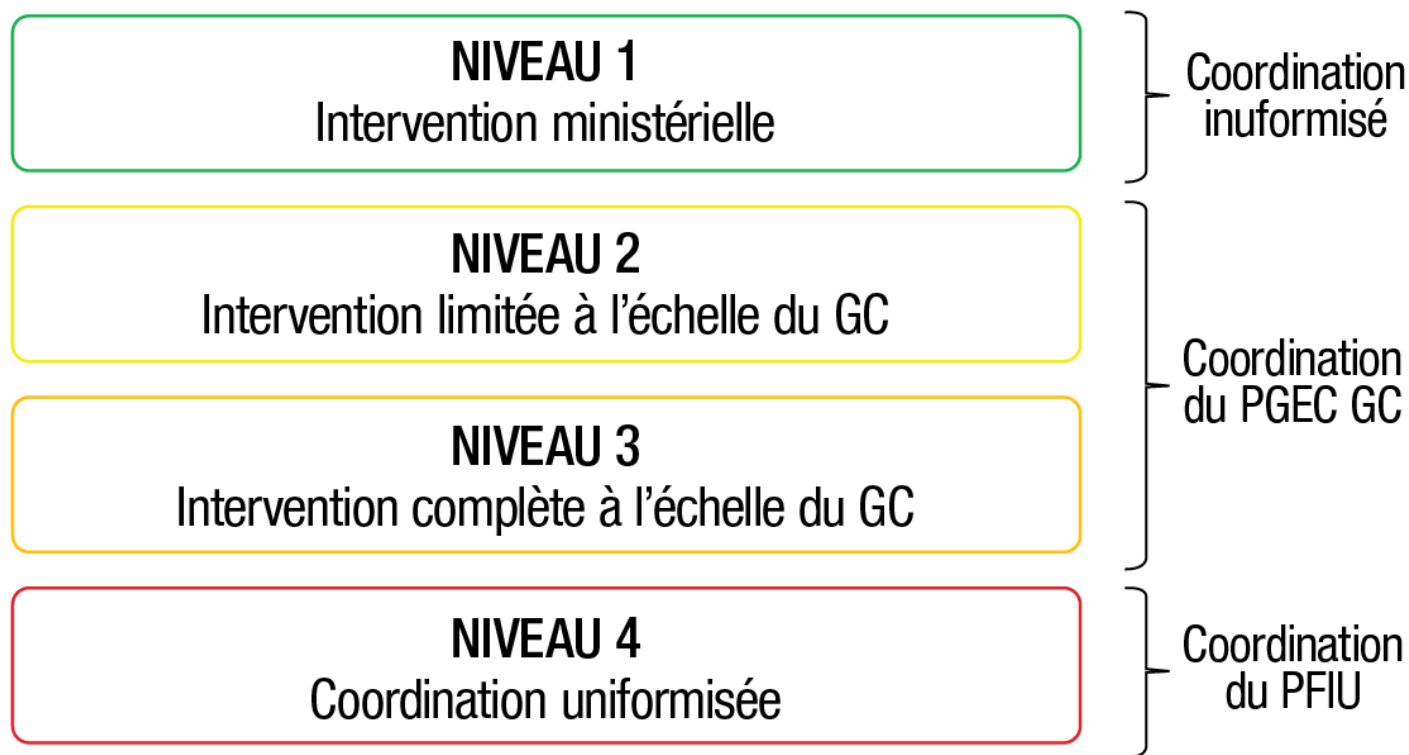 NIVEAU 1
Intervention ministérielle
Coordination
inuformisé
NIVEAU 2
Intervention limitée à l’échelle du GC
NIVEAU 3
Intervention complète à l’échelle du GC
Coordination
du PGEC GC
NIVEAU 4
Coordination uniformisée
Coordination
du PFIU